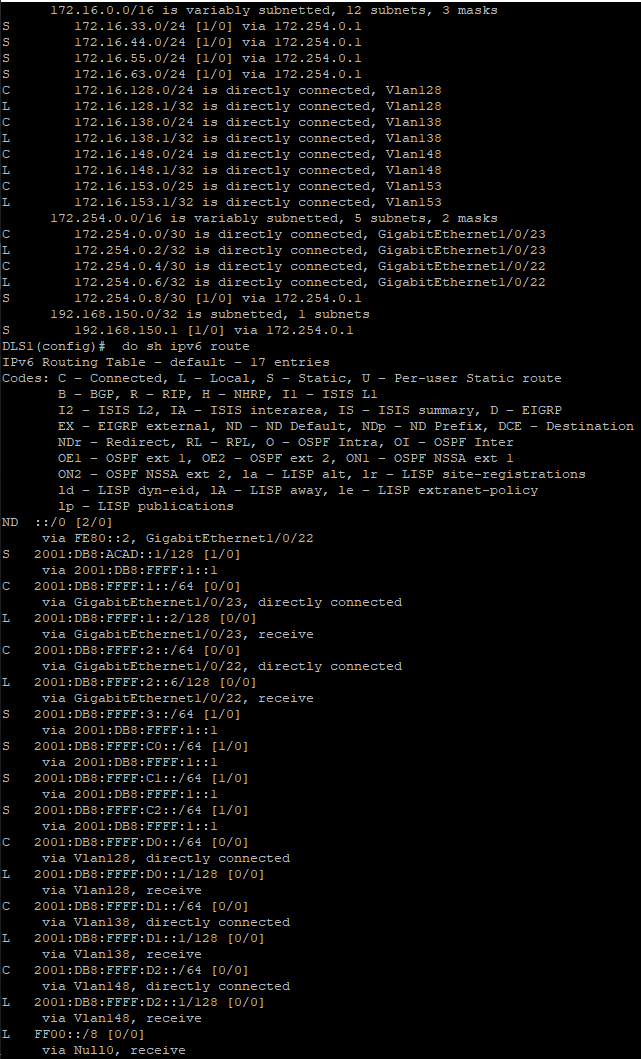 172.16.0.0/16 is variably subnetted, 12 subnets, 3 masks
S        172.16.33.0/24 [1/0] via 172.254.0.1
S        172.16.44.0/24 [1/0] via 172.254.0.1
S        172.16.55.0/24 [1/0] via 172.254.0.1
S        172.16.63.0/24 [1/0] via 172.254.0.1
C        172.16.128.0/24 is directly connected, Vlan128
L        172.16.128.1/32 is directly connected, Vlan128
C        172.16.138.0/24 is directly connected, Vlan138
L        172.16.138.1/32 is directly connected, Vlan138
C        172.16.148.0/24 is directly connected, Vlan148
L        172.16.148.1/32 is directly connected, Vlan148
C        172.16.153.0/25 is directly connected, Vlan153
L        172.16.153.1/32 is directly connected, Vlan153
      172.254.0.0/16 is variably subnetted, 5 subnets, 2 masks
C        172.254.0.0/30 is directly connected, GigabitEthernet1/0/23
L        172.254.0.2/32 is directly connected, GigabitEthernet1/0/23
C        172.254.0.4/30 is directly connected, GigabitEthernet1/0/22
L        172.254.0.6/32 is directly connected, GigabitEthernet1/0/22
S        172.254.0.8/30 [1/0] via 172.254.0.1
      192.168.150.0/32 is subnetted, 1 subnets
S        192.168.150.1 [1/0] via 172.254.0.1
DLS1(config)#  do sh ipv6 route
IPv6 Routing Table - default - 17 entries
Codes: C - Connected, L - Local, S - Static, U - Per-user Static route
       B - BGP, R - RIP, H - NHRP, I1 - ISIS L1
       I2 - ISIS L2, IA - ISIS interarea, IS - ISIS summary, D - EIGRP
       EX - EIGRP external, ND - ND Default, NDp - ND Prefix, DCE - Destination
       NDr - Redirect, RL - RPL, O - OSPF Intra, OI - OSPF Inter
       OE1 - OSPF ext 1, OE2 - OSPF ext 2, ON1 - OSPF NSSA ext 1
       ON2 - OSPF NSSA ext 2, la - LISP alt, lr - LISP site-registrations
       ld - LISP dyn-eid, lA - LISP away, le - LISP extranet-policy
       lp - LISP publications
ND  ::/0 [2/0]
     via FE80::2, GigabitEthernet1/0/22
S   2001:DB8:ACAD::1/128 [1/0]
     via 2001:DB8:FFFF:1::1
C   2001:DB8:FFFF:1::/64 [0/0]
     via GigabitEthernet1/0/23, directly connected
L   2001:DB8:FFFF:1::2/128 [0/0]
     via GigabitEthernet1/0/23, receive
C   2001:DB8:FFFF:2::/64 [0/0]
     via GigabitEthernet1/0/22, directly connected
L   2001:DB8:FFFF:2::6/128 [0/0]
     via GigabitEthernet1/0/22, receive
S   2001:DB8:FFFF:3::/64 [1/0]
     via 2001:DB8:FFFF:1::1
S   2001:DB8:FFFF:C0::/64 [1/0]
     via 2001:DB8:FFFF:1::1
S   2001:DB8:FFFF:C1::/64 [1/0]
     via 2001:DB8:FFFF:1::1
S   2001:DB8:FFFF:C2::/64 [1/0]
     via 2001:DB8:FFFF:1::1
C   2001:DB8:FFFF:D0::/64 [0/0]
     via Vlan128, directly connected
L   2001:DB8:FFFF:D0::1/128 [0/0]
     via Vlan128, receive
C   2001:DB8:FFFF:D1::/64 [0/0]
     via Vlan138, directly connected
L   2001:DB8:FFFF:D1::1/128 [0/0]
     via Vlan138, receive
C   2001:DB8:FFFF:D2::/64 [0/0]
     via Vlan148, directly connected
L   2001:DB8:FFFF:D2::1/128 [0/0]
     via Vlan148, receive
L   FF00::/8 [0/0]
     via Null0, receive